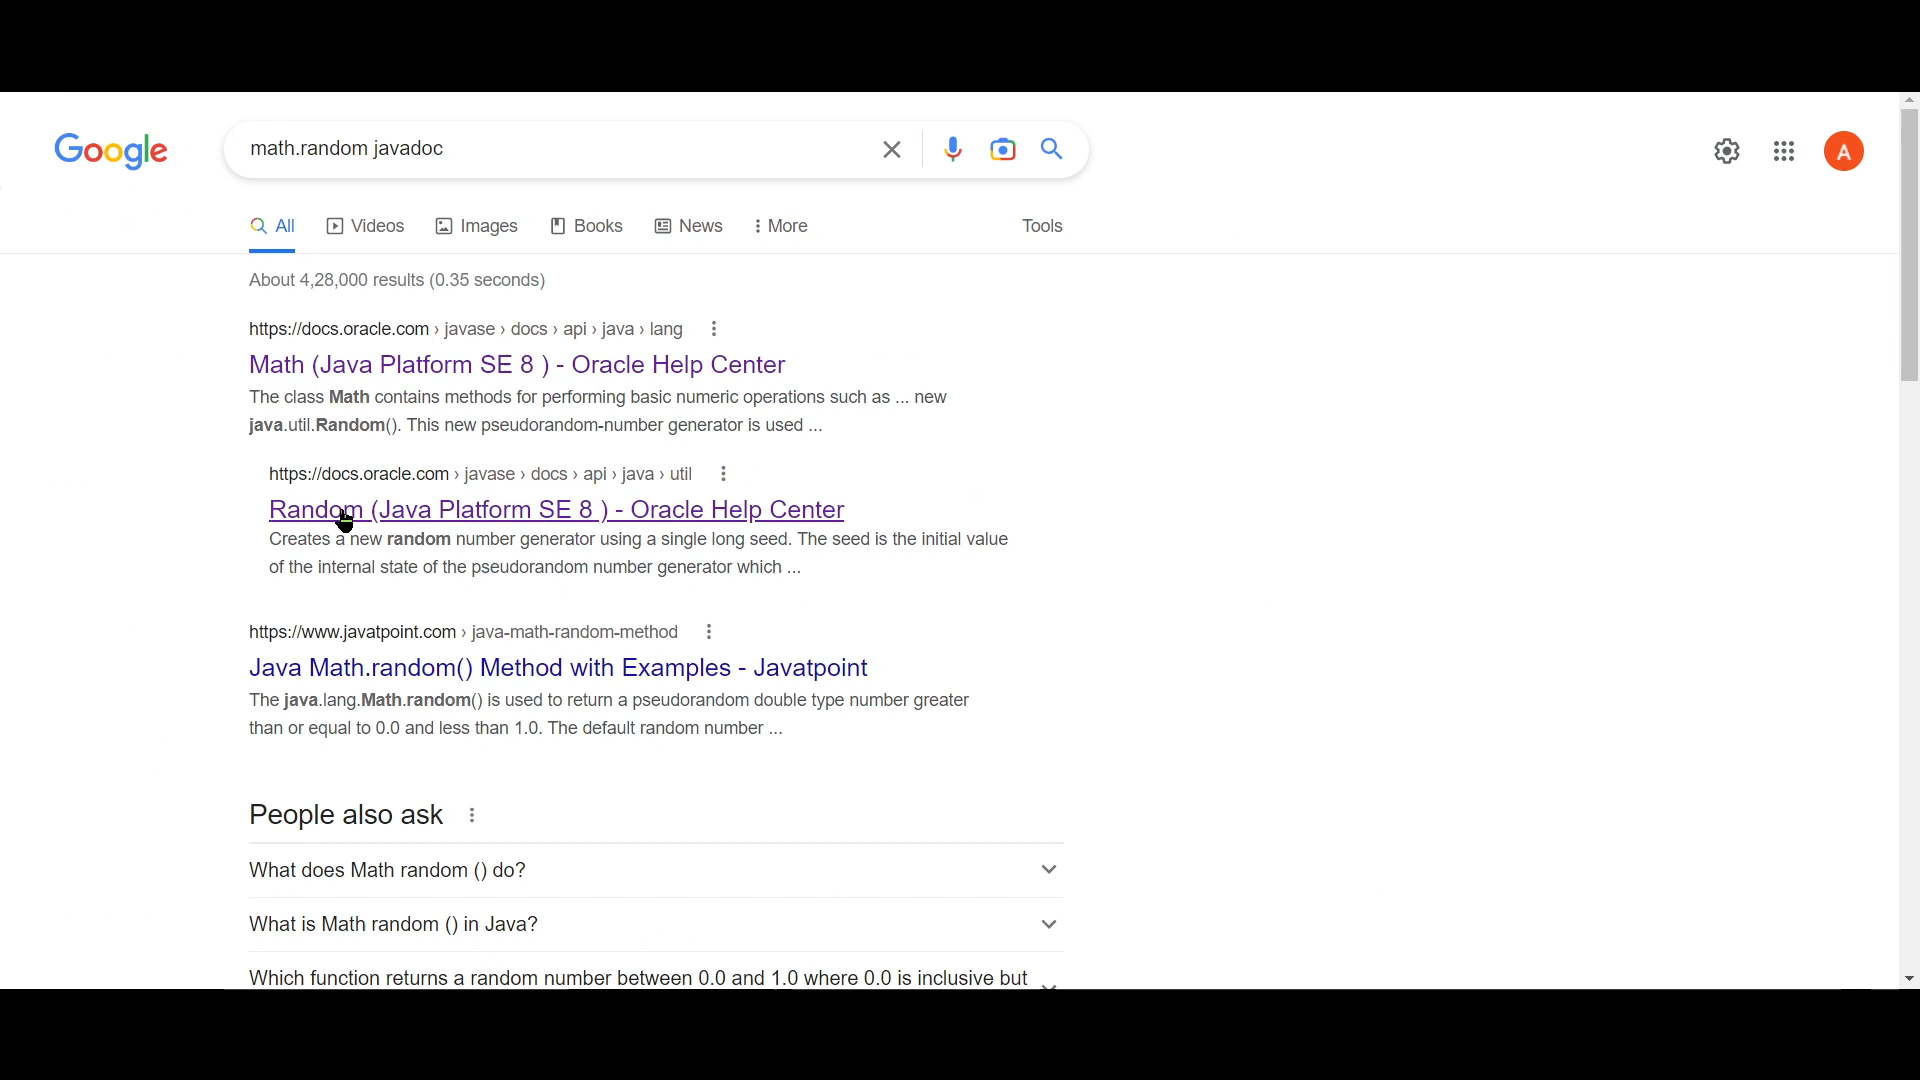 Google
math.random javadoc
A
All Videos Images Books News More Tools
About 4,28,000 results (0.35 seconds)
https://docs.oracle.com › javase › docs › api › java › lang
Math (Java Platform SE 8 ) - Oracle Help Center
The class Math contains methods for performing basic numeric operations such as ... new
java.util.Random(). This new pseudorandom-number generator is used ...
https://docs.oracle.com › javase › docs › api › java › util
Random (Java Platform SE 8 ) - Oracle Help Center
Creates a new random number generator using a single long seed. The seed is the initial value
of the internal state of the pseudorandom number generator which ...
https://www.javatpoint.com › java-math-random-method
Java Math.random() Method with Examples - Javatpoint
The java.lang.Math.random() is used to return a pseudorandom double type number greater
than or equal to 0.0 and less than 1.0. The default random number ...
People also ask
What does Math random () do?
What is Math random () in Java?
Which function returns a random number between 0.0 and 1.0 where 0.0 is inclusive but